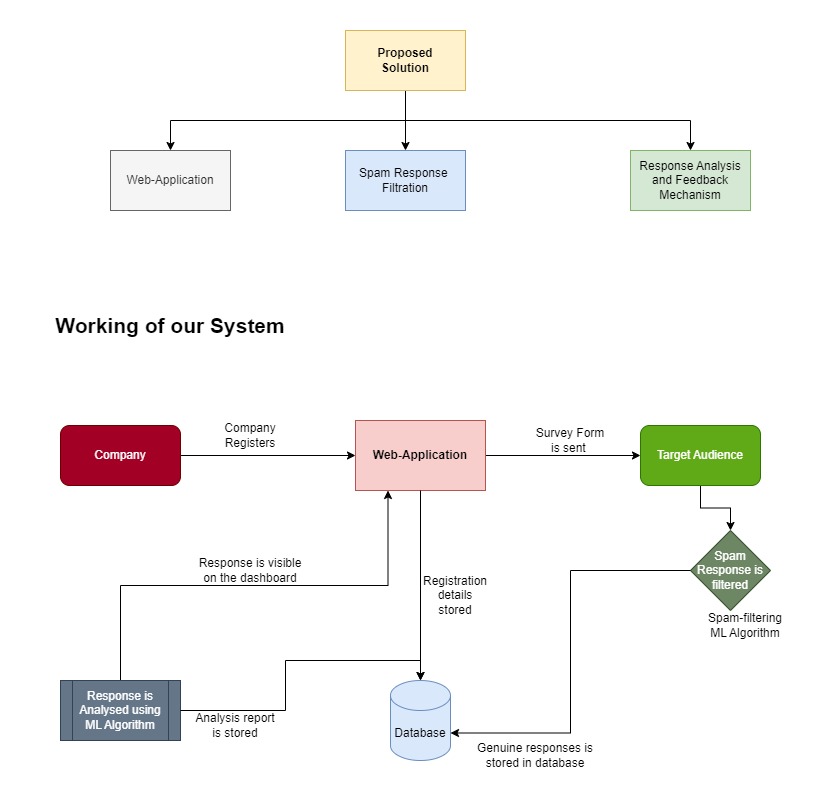 Proposed
Solution
Web-Application
Spam Response
Filtration
Response Analysis
and Feedback
Mechanism
Working of our System
Company
Company
Registers
Web-Application
Survey Form
is sent
Target Audience
Spam
Response is
filtered
Spam-filtering
ML Algorithm
Response is visible
on the dashboard
Registration
details
stored
Response is
Analysed using
ML Algorithm
Analysis report
is stored
Database
Genuine responses is
stored in database